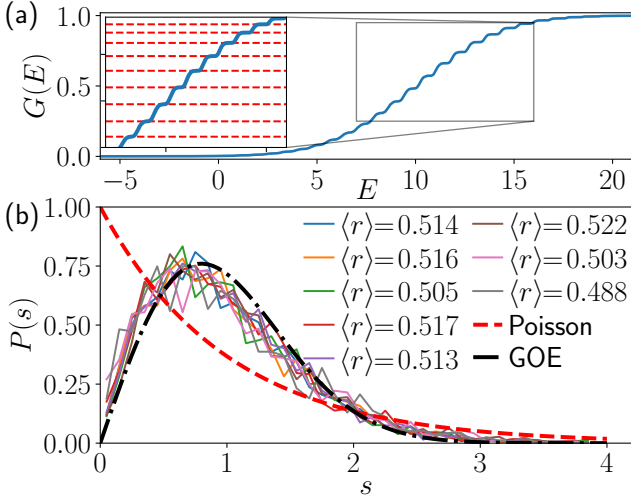 (a)
G(E)
1.0
0.5
0.0
−5 0 5 10 15 20
E
(b)
P(s)
1.00
0.75
0.50
0.25
0.00
⟨r⟩=0.514
⟨r⟩=0.516
⟨r⟩=0.505
⟨r⟩=0.517
⟨r⟩=0.513
⟨r⟩=0.522
⟨r⟩=0.503
⟨r⟩=0.488
Poisson
GOE
0 1 2 3 4
s